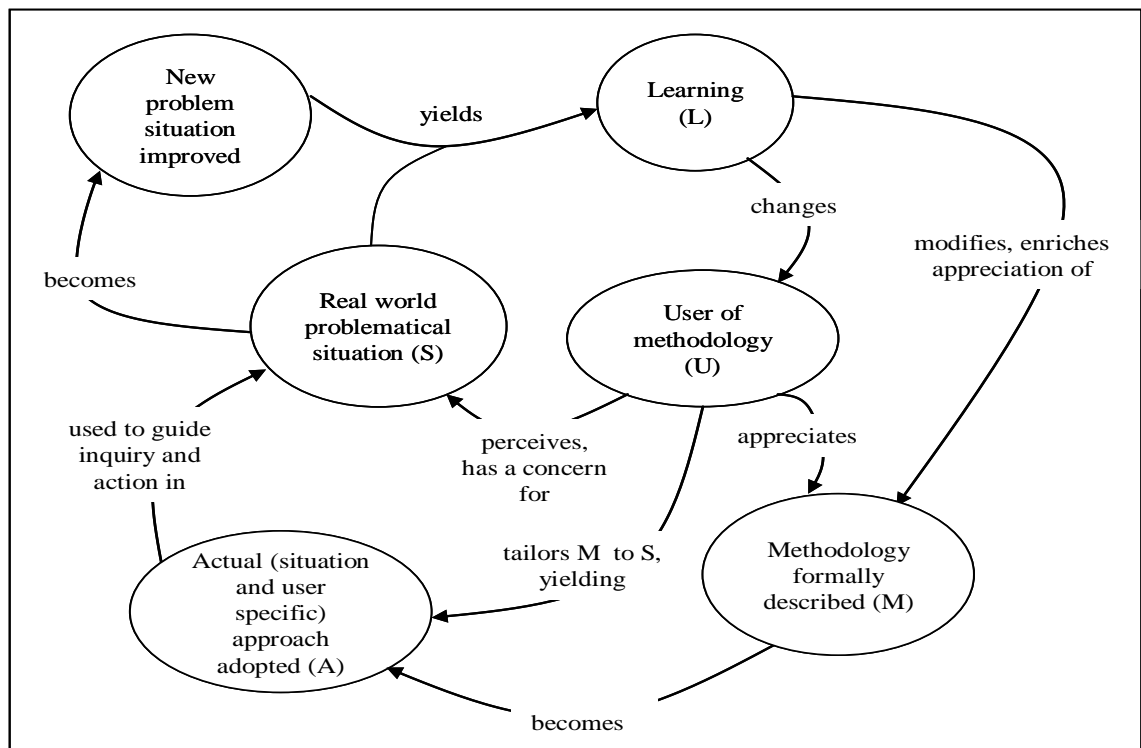 New
problem
situation
improved
yields
Learning
(L)
changes
modifies, enriches
appreciation of
becomes
Real world
problematical
situation (S)
User of
methodology
(U)
used to guide
inquiry and
action in
perceives,
has a concern
for
appreciates
tailors M to S,
yielding
Actual (situation
and user
specific)
approach
adopted (A)
Methodology
formally
described (M)
becomes